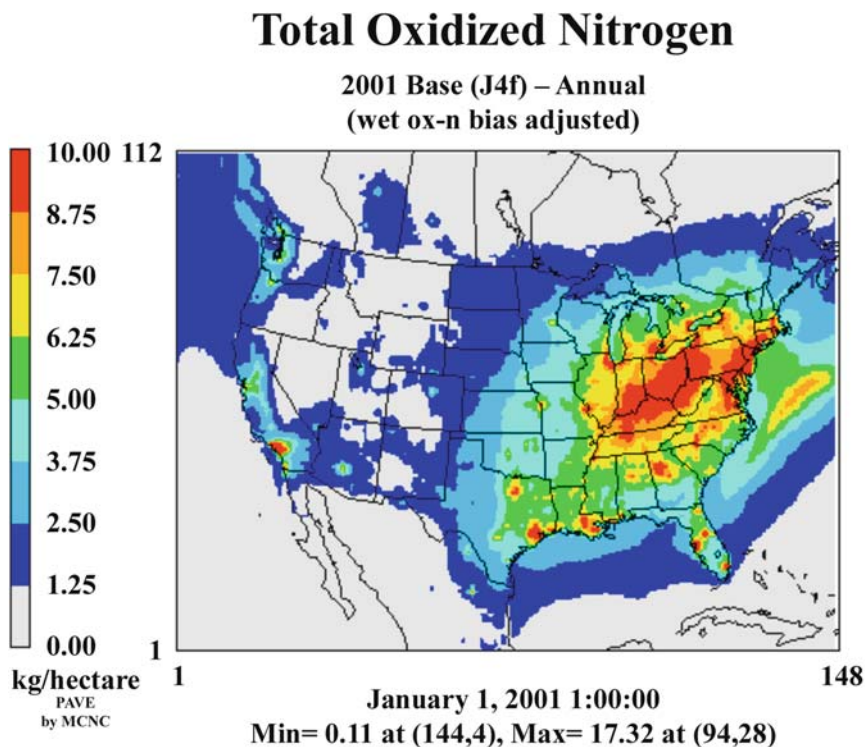 Total Oxidized Nitrogen
2001 Base (J4f) – Annual
(wet ox-n bias adjusted)
10.00
8.75
7.50
6.25
5.00
3.75
2.50
1.25
0.00
kg/hectare
PAVE
by MCNC
112
1
1
148
January 1, 2001 1:00:00
Min= 0.11 at (144,4), Max= 17.32 at (94,28)